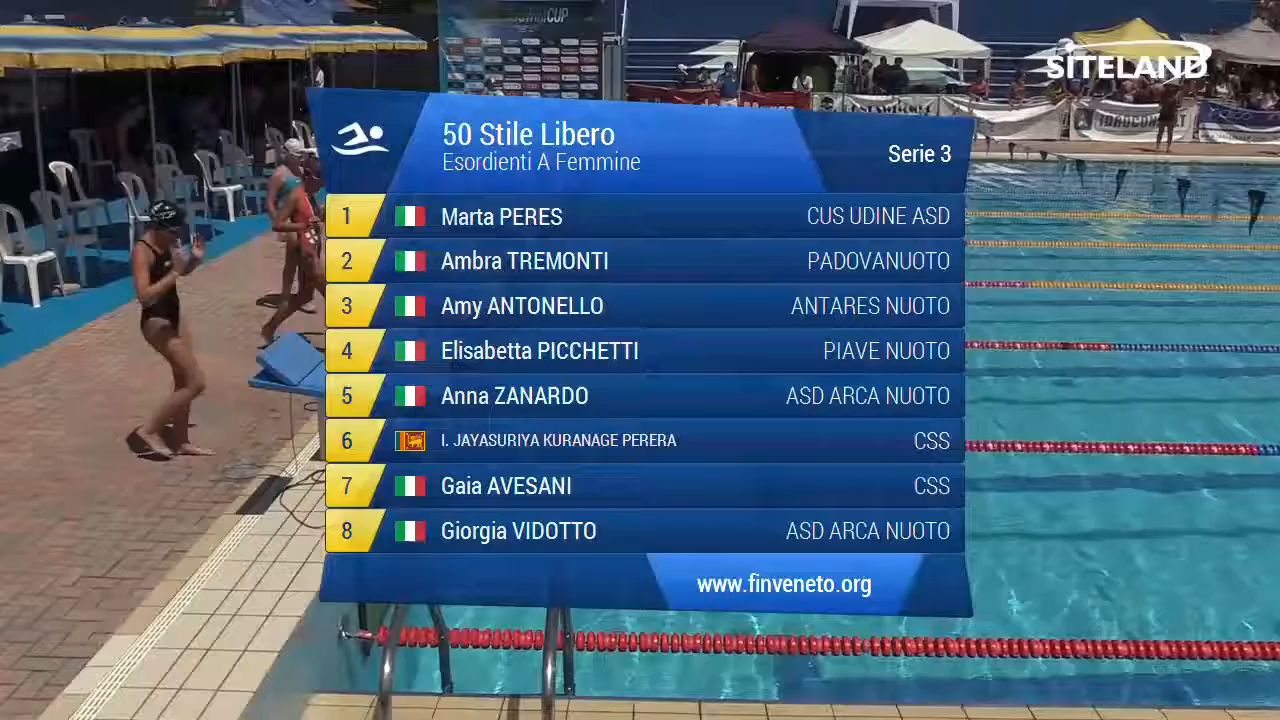 SITELAND
50 Stile Libero
Esordienti A Femmine
Serie 3
1 Marta PERES CUS UDINE ASD
2 Ambra TREMONTI PADOVANUOTO
3 Amy ANTONELLO ANTARES NUOTO
4 Elisabetta PICCHETTI PIAVE NUOTO
5 Anna ZANARDO ASD ARCA NUOTO
6 I. JAYASURIYA KURANAGE PERERA CSS
7 Gaia AVESANI CSS
8 Giorgia VIDOTTO ASD ARCA NUOTO
www.finveneto.org